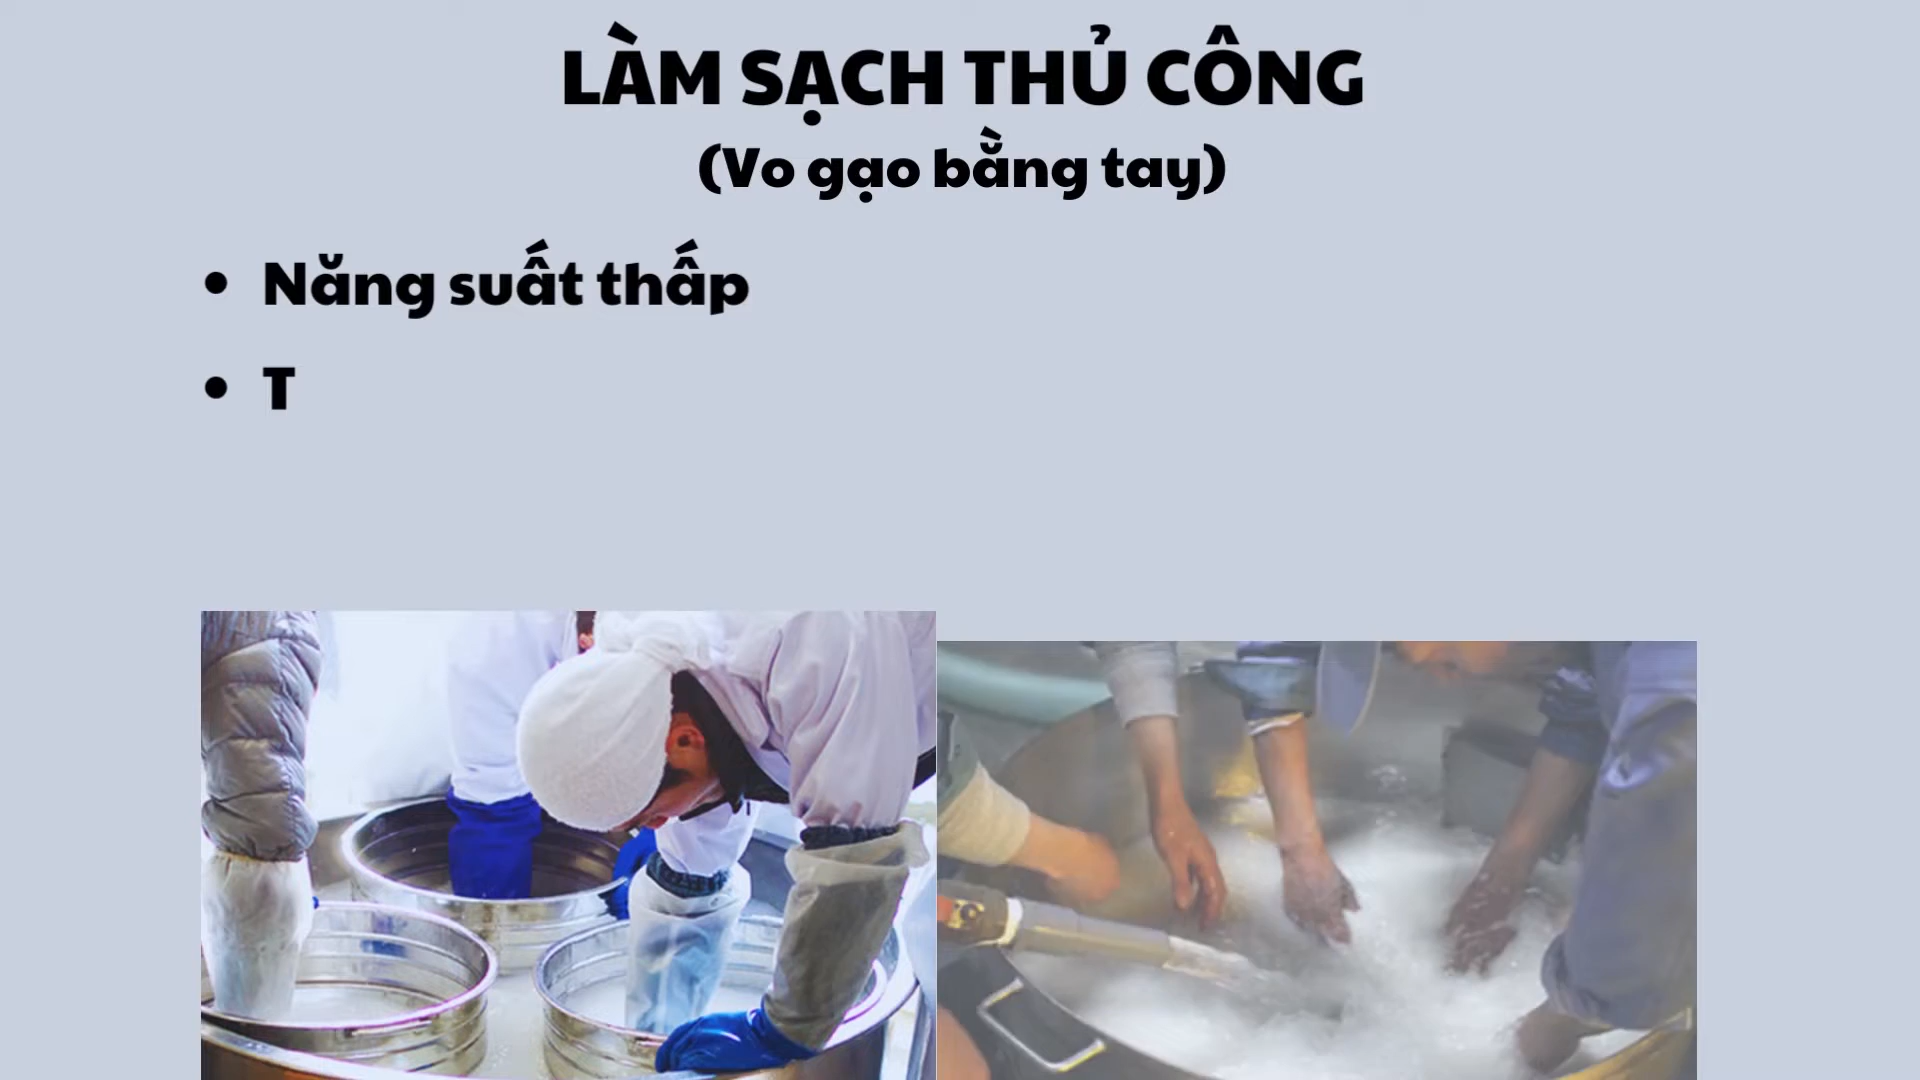 LÀM SẠCH THỦ CÔNG
(Vo gạo bằng tay)
• Năng suất thấp
• T